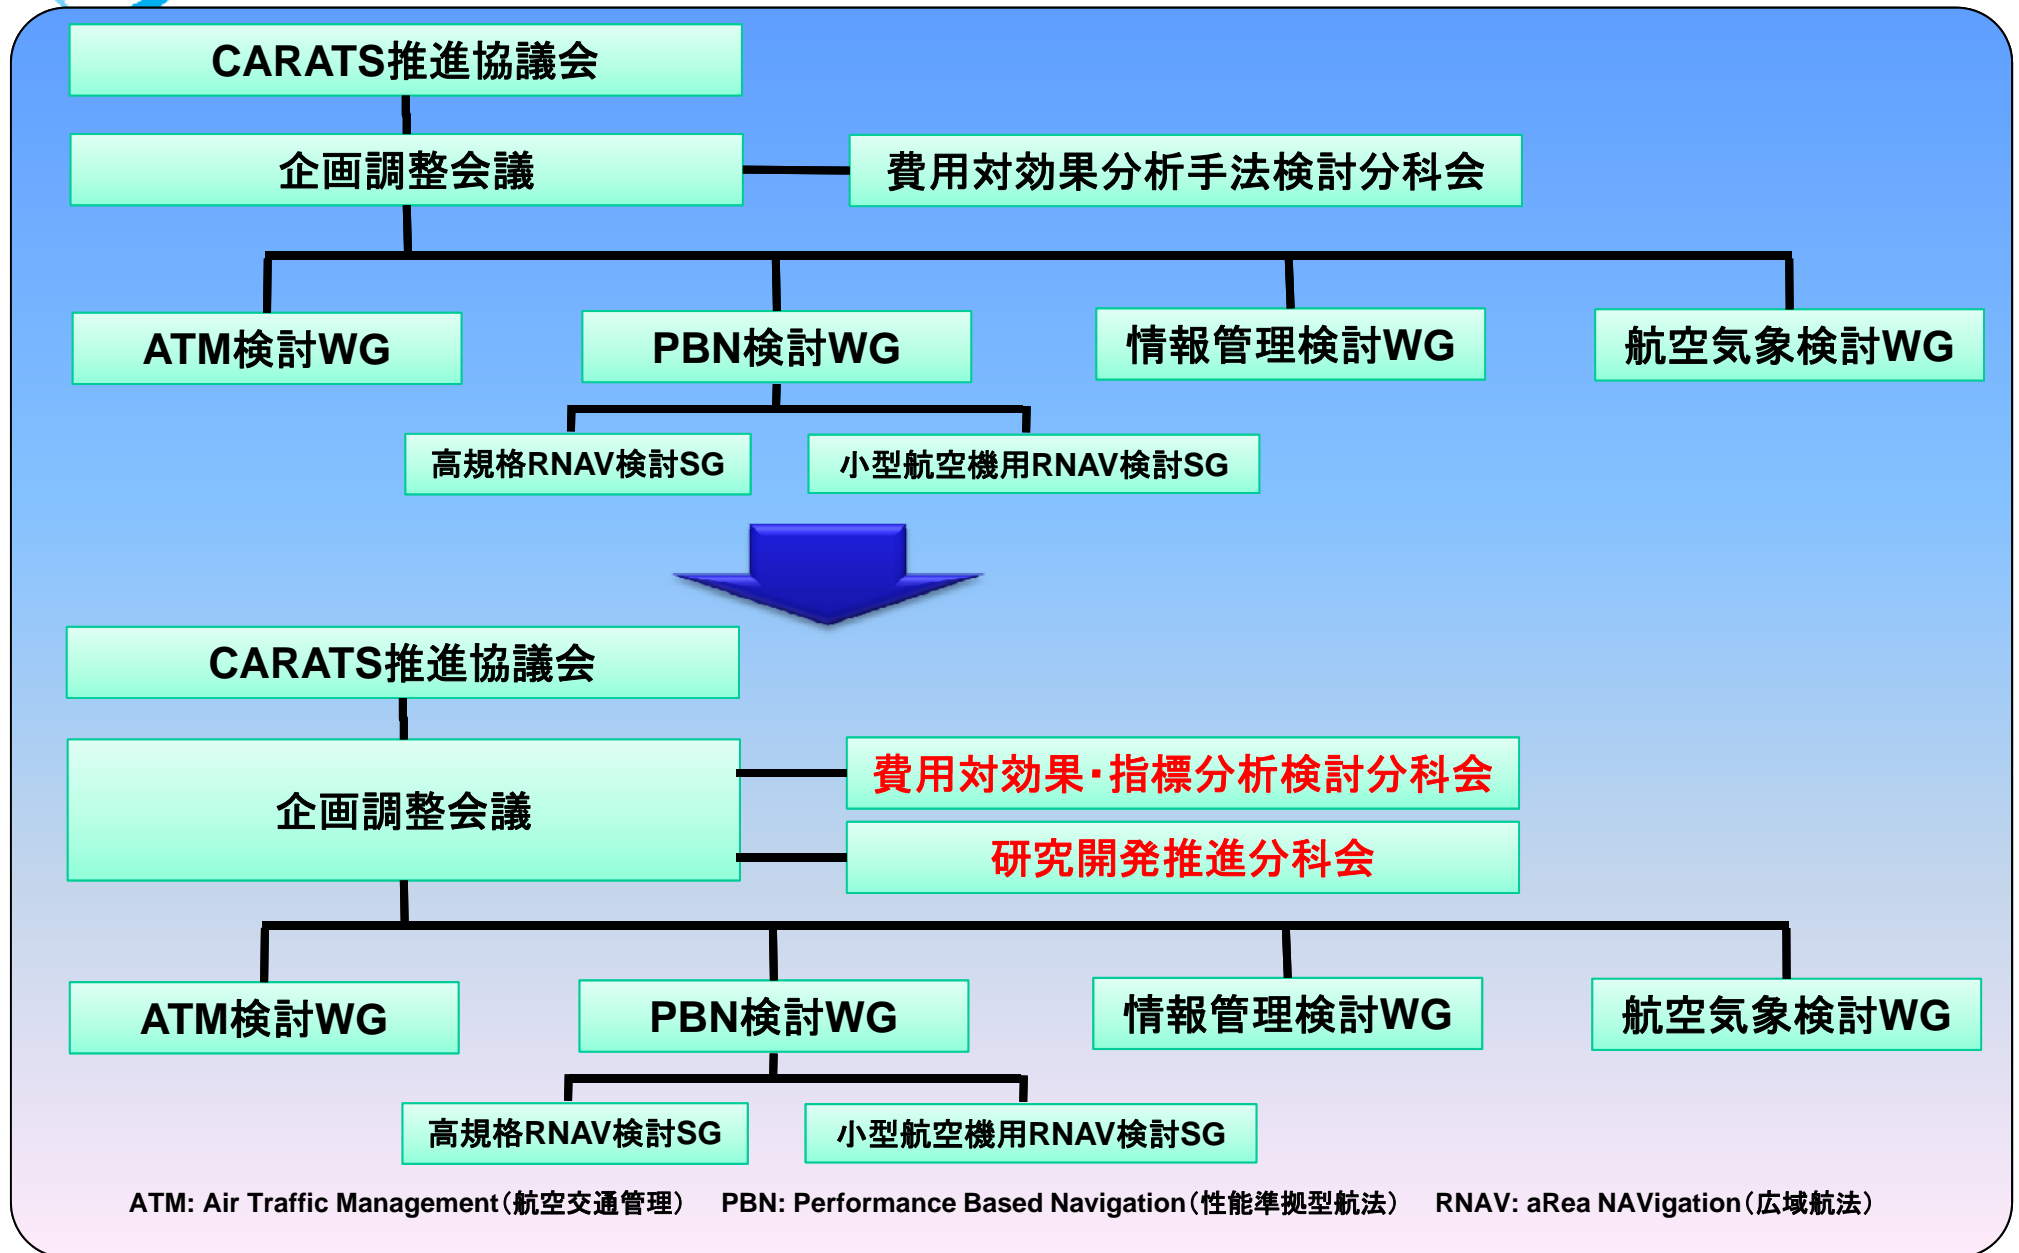 CARATS推進協議会
企画調整会議
費用対効果分析手法検討分科会
ATM検討WG
PBN検討WG
情報管理検討WG
航空気象検討WG
高規格RNAV検討SG
小型航空機用RNAV検討SG
CARATS推進協議会
企画調整会議
費用対効果・指標分析検討分科会
研究開発推進分科会
ATM検討WG
PBN検討WG
情報管理検討WG
航空気象検討WG
高規格RNAV検討SG
小型航空機用RNAV検討SG
ATM: Air Traffic Management（航空交通管理） PBN: Performance Based Navigation（性能準拠型航法） RNAV: aRea NAVigation（広域航法）